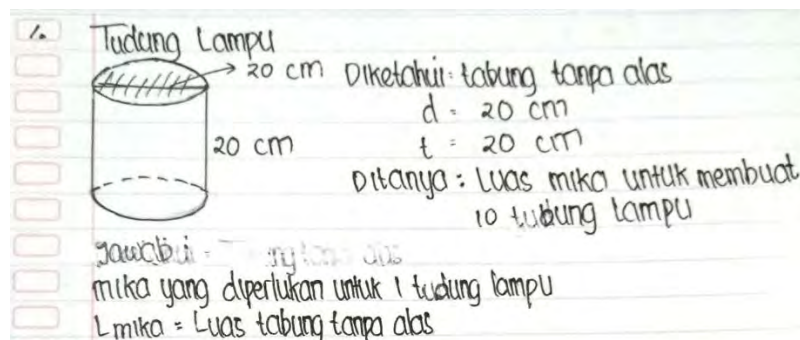 1. Tudung Lampu
20 cm Diketahui: tabung tanpa alas
d = 20 cm
20 cm t = 20 cm
Ditanya: Luas mika untuk membuat
10 tudung lampu
Jawab:
mika yang diperlukan untuk 1 tudung lampu
L mika = Luas tabung tanpa alas